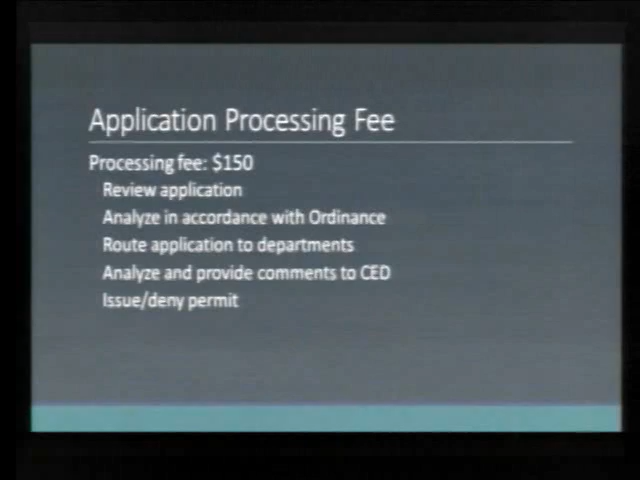 Application Processing Fee
Processing fee: $150
Review application
Analyze in accordance with Ordinance
Route application to departments
Analyze and provide comments to CED
Issue/deny permit